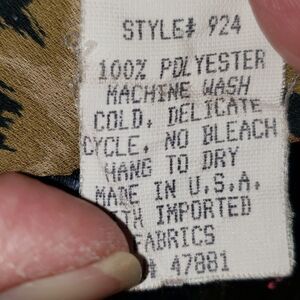 STYLE# 924
100% POLYESTER
MACHINE WASH
COLD, DELICATE
CYCLE, NO BLEACH
HANG TO DRY
MADE IN U.S.A.
TH IMPORTED
FABRICS
# 47881